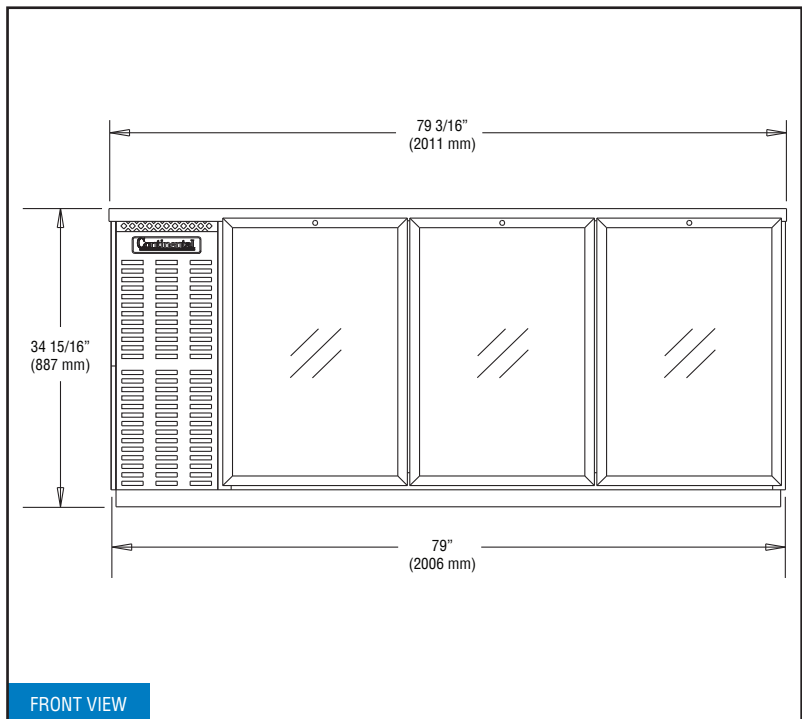 79 3/16”
(2011 mm)
Continental
34 15/16”
(887 mm)
79”
(2006 mm)
FRONT VIEW